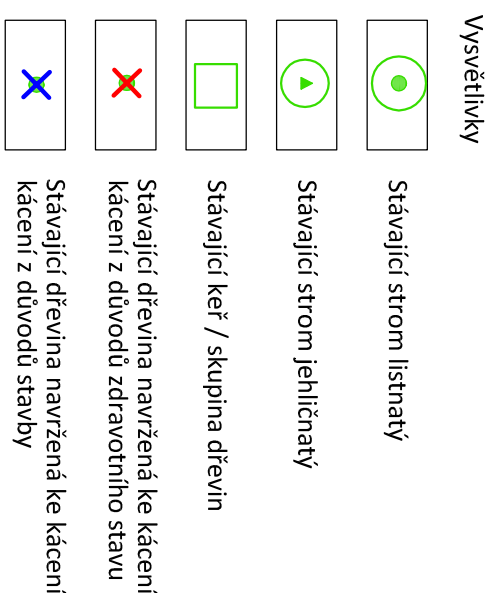 Vysvětlivky
Stávající strom listnatý
Stávající strom jehličnatý
Stávající keř / skupina dřevin
Stávající dřevina navržená ke kácení
kácení z důvodů zdravotního stavu
Stávající dřevina navržená ke kácení
kácení z důvodů stavby